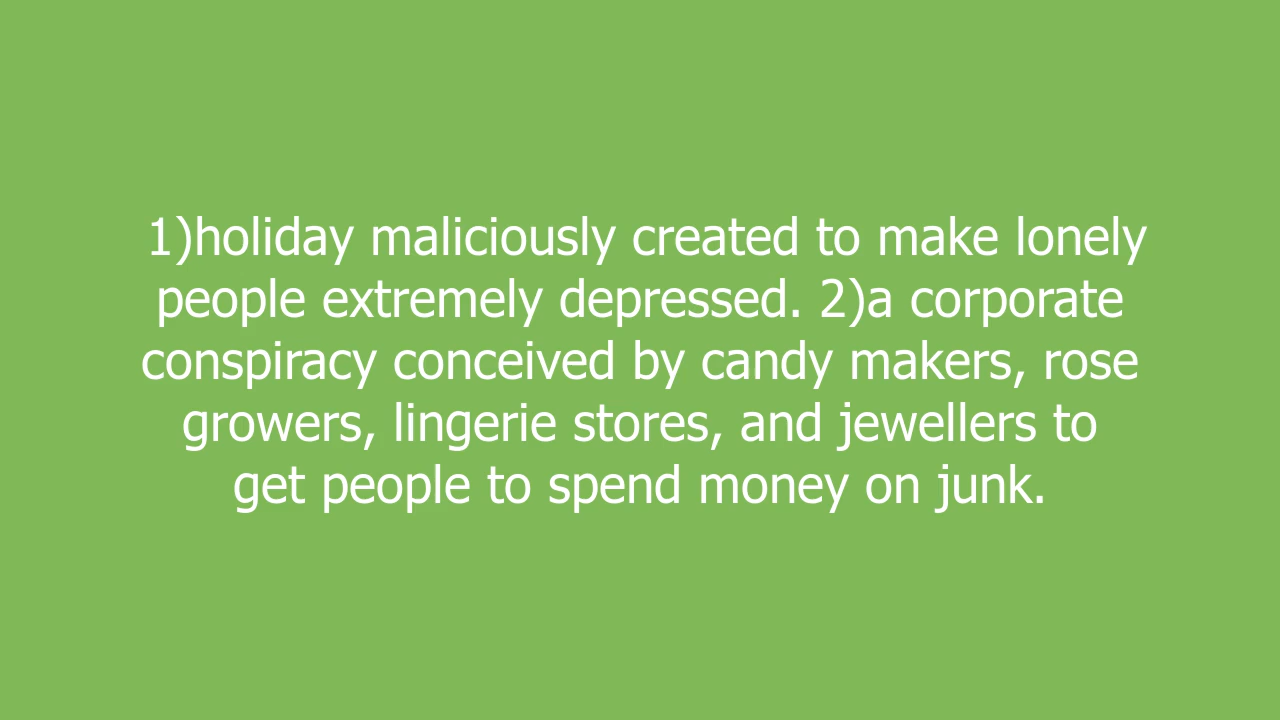 1)holiday maliciously created to make lonely
people extremely depressed. 2)a corporate
conspiracy conceived by candy makers, rose
growers, lingerie stores, and jewellers to
get people to spend money on junk.